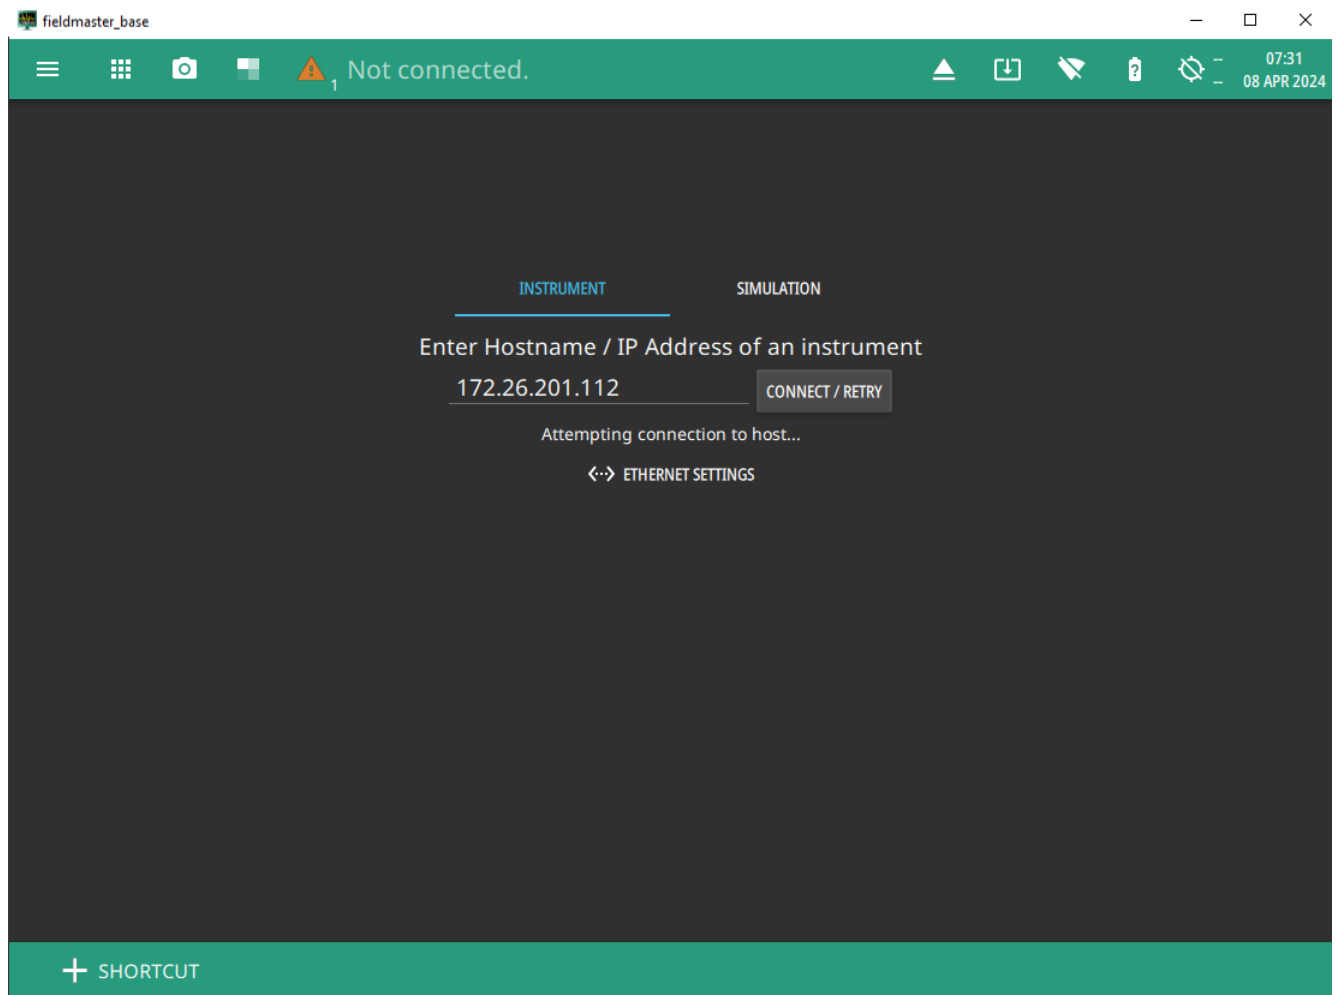 fieldmaster_base
1 Not connected.
07:31
08 APR 2024
INSTRUMENT SIMULATION
Enter Hostname / IP Address of an instrument
172.26.201.112 CONNECT / RETRY
Attempting connection to host...
ETHERNET SETTINGS
SHORTCUT